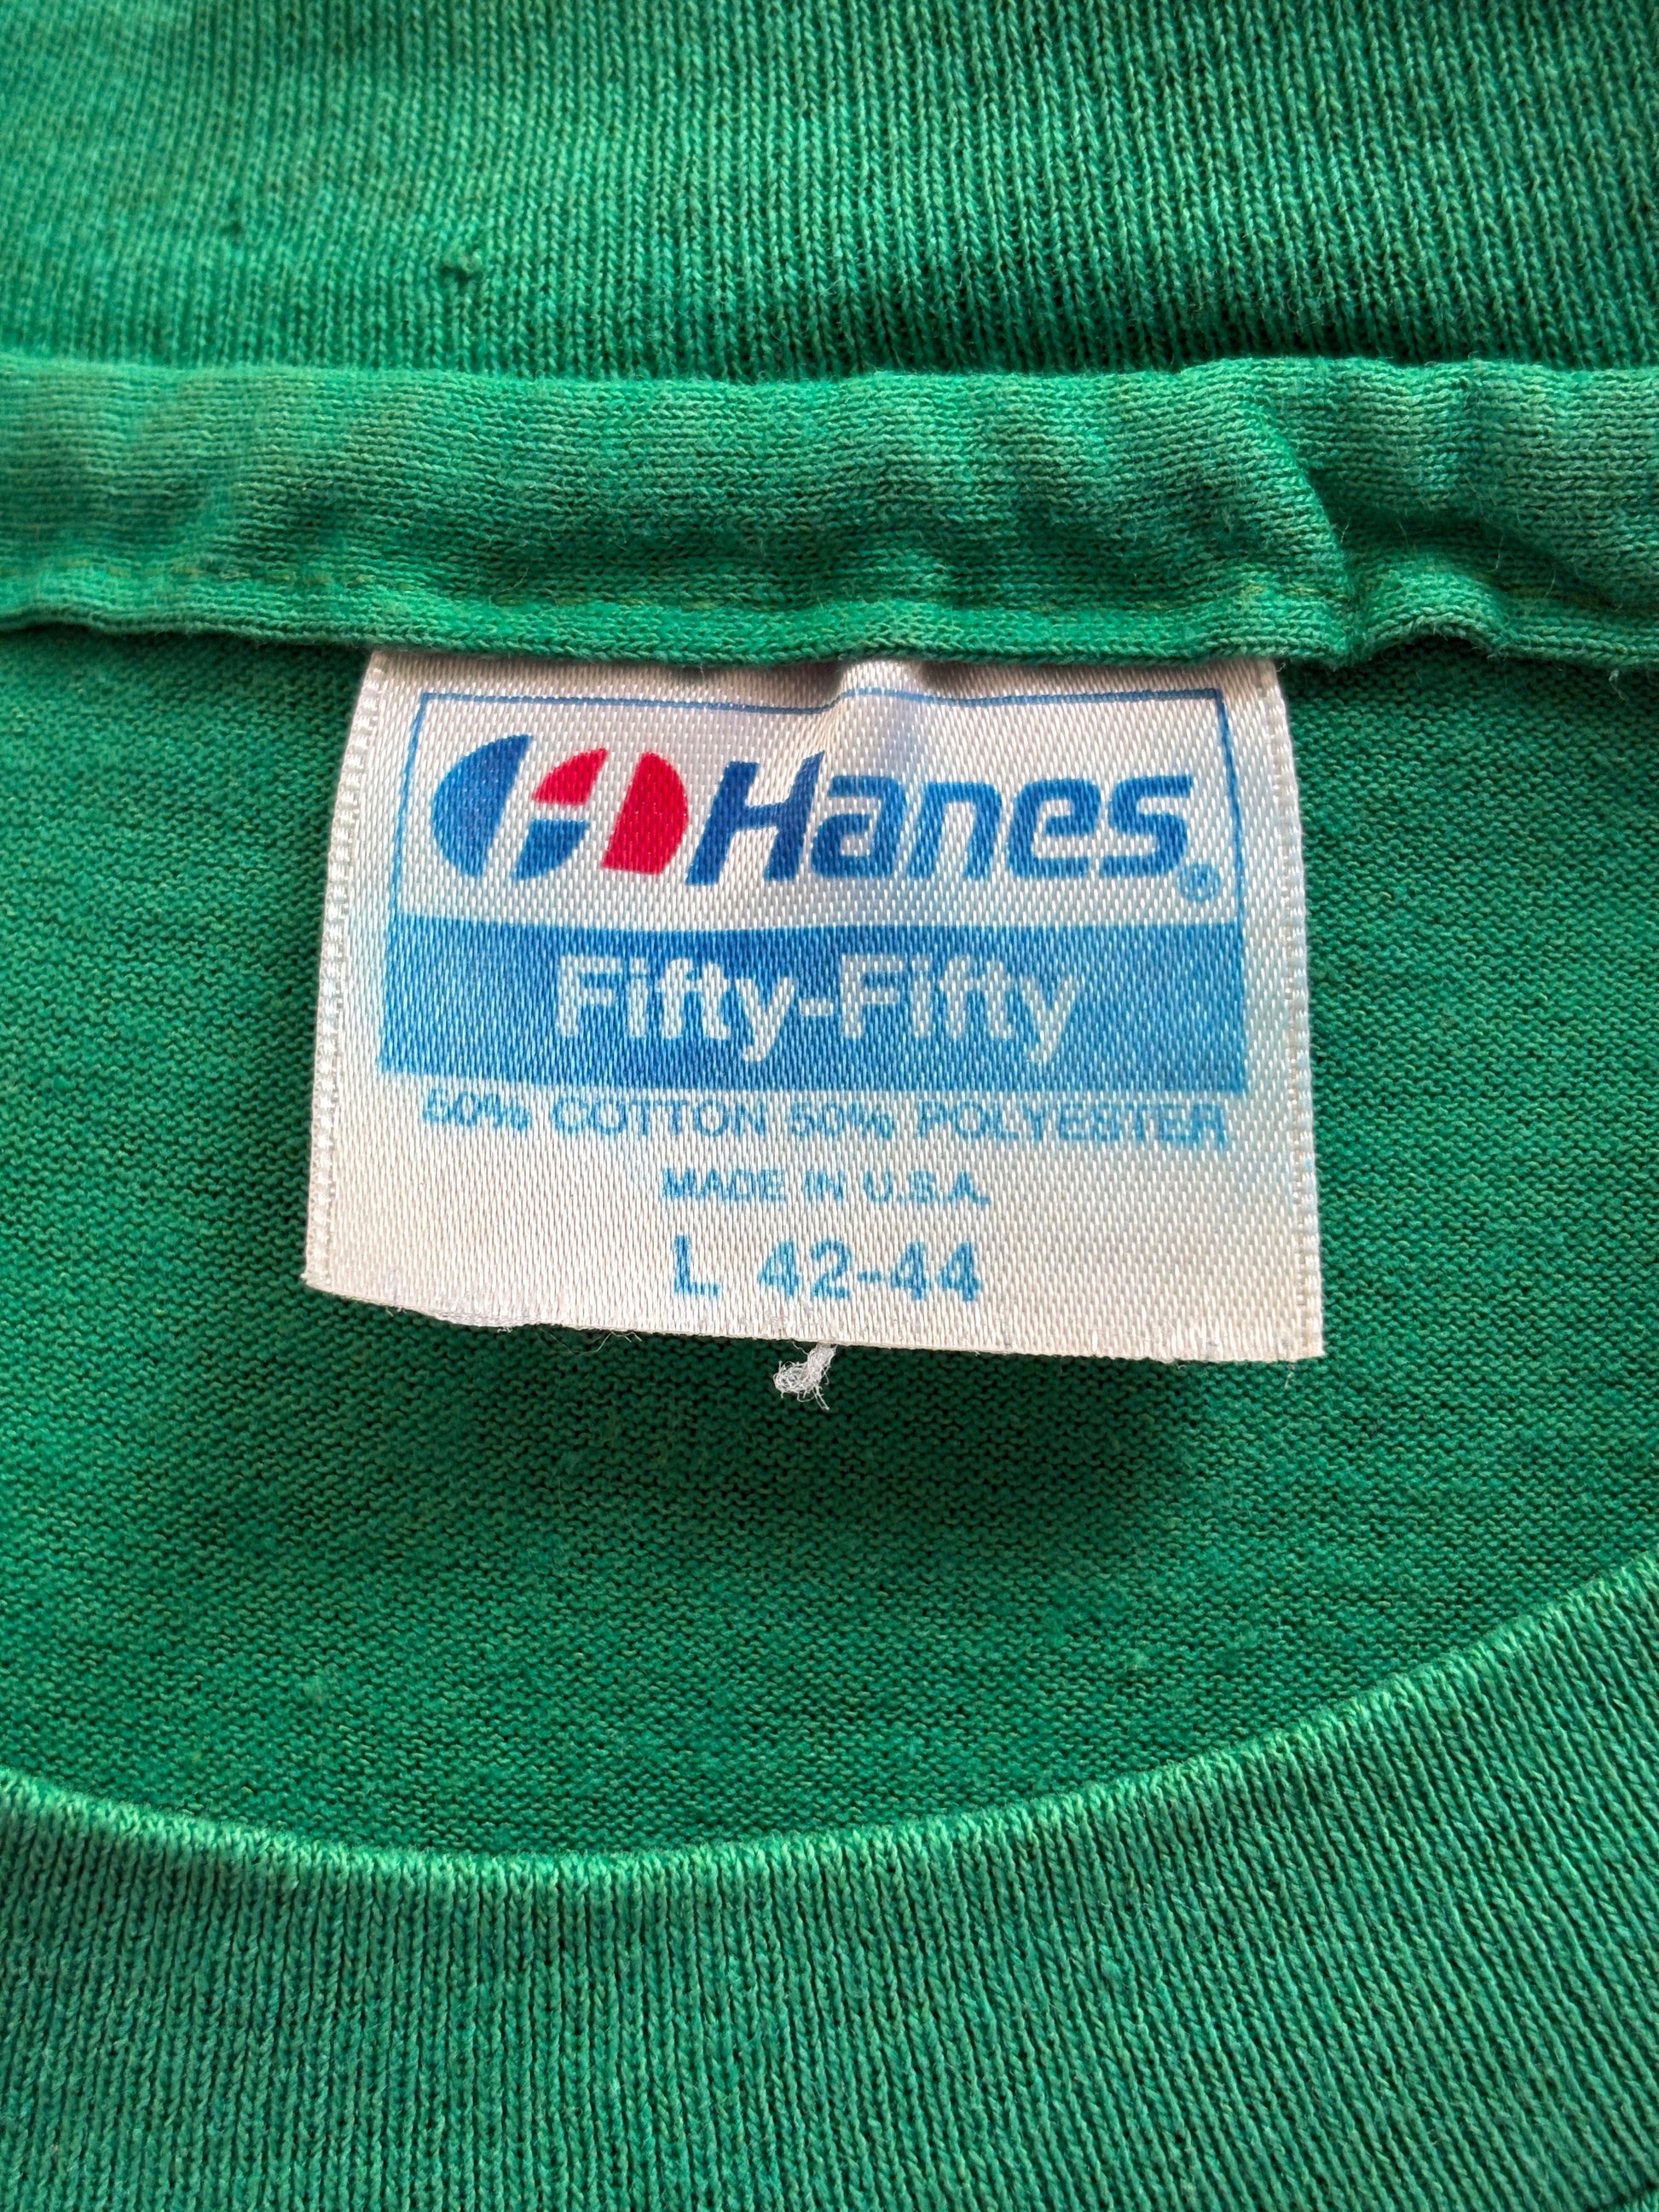 Hanes®
Fifty-Fifty
50% COTTON 50% POLYESTER
MADE IN U.S.A.
L 42-44